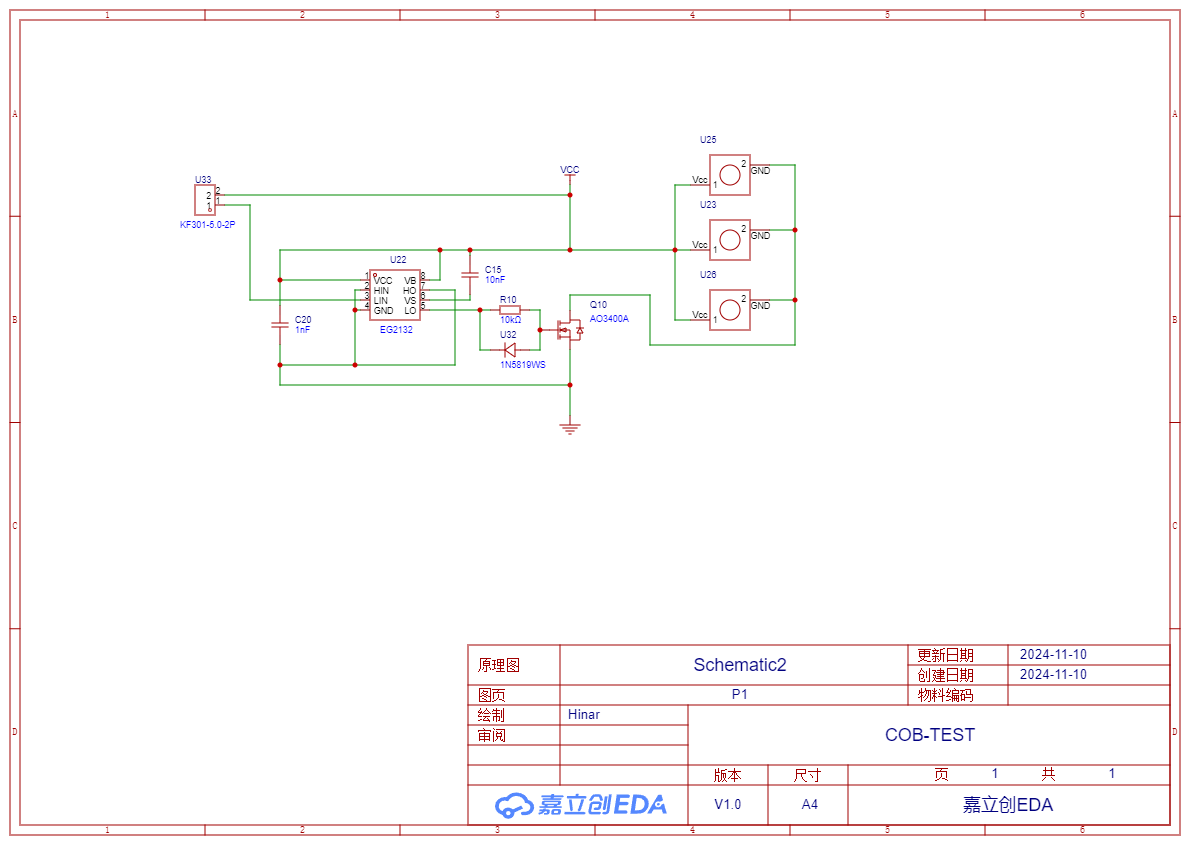 1 2 3 4 5 6
A A
B B
C C
D D
U33
2
2
1
1
KF301-5.0-2P
VCC
U25
Vcc
1
2
GND
U23
Vcc
1
2
GND
U26
Vcc
1
2
GND
U22
1 VCC VB 8
2 HIN HO 7
3 LIN VS 6
4 GND LO 5
EG2132
C15
10nF
C20
1nF
R10
10kΩ
U32
1N5819WS
Q10
AO3400A
原理图 Schematic2 更新日期 2024-11-10
创建日期 2024-11-10
图页 P1 物料编码
绘制 Hinar
审阅 COB-TEST
版本 尺寸 页 1 共 1
嘉立创EDA V1.0 A4 嘉立创EDA
1 2 3 4 5 6